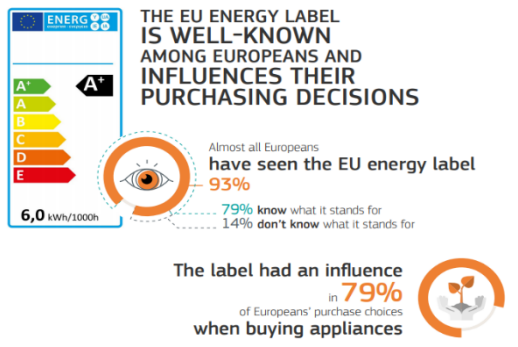 ENERG
THE EU ENERGY LABEL
IS WELL-KNOWN
AMONG EUROPEANS AND
INFLUENCES THEIR
PURCHASING DECISIONS
A+
A+
A
B
C
D
E
6,0 kWh/1000h
Almost all Europeans
have seen the EU energy label
93%
79% know what it stands for
14% don't know what it stands for
The label had an influence
in 79%
of Europeans' purchase choices
when buying appliances